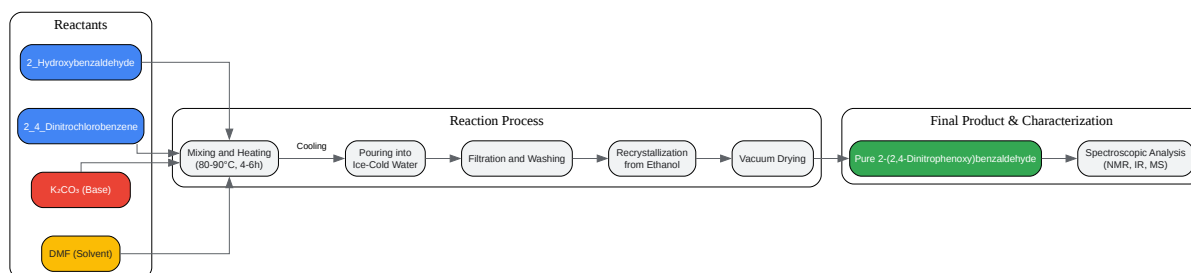 Reactants
2_Hydroxybenzaldehyde
2_4_Dinitrochlorobenzene
K₂CO₃ (Base)
DMF (Solvent)
Reaction Process
Mixing and Heating
(80-90°C, 4-6h)
Cooling
Pouring into
Ice-Cold Water
Filtration and Washing
Recrystallization
from Ethanol
Vacuum Drying
Final Product & Characterization
Pure 2-(2,4-Dinitrophenoxy)benzaldehyde
Spectroscopic Analysis
(NMR, IR, MS)